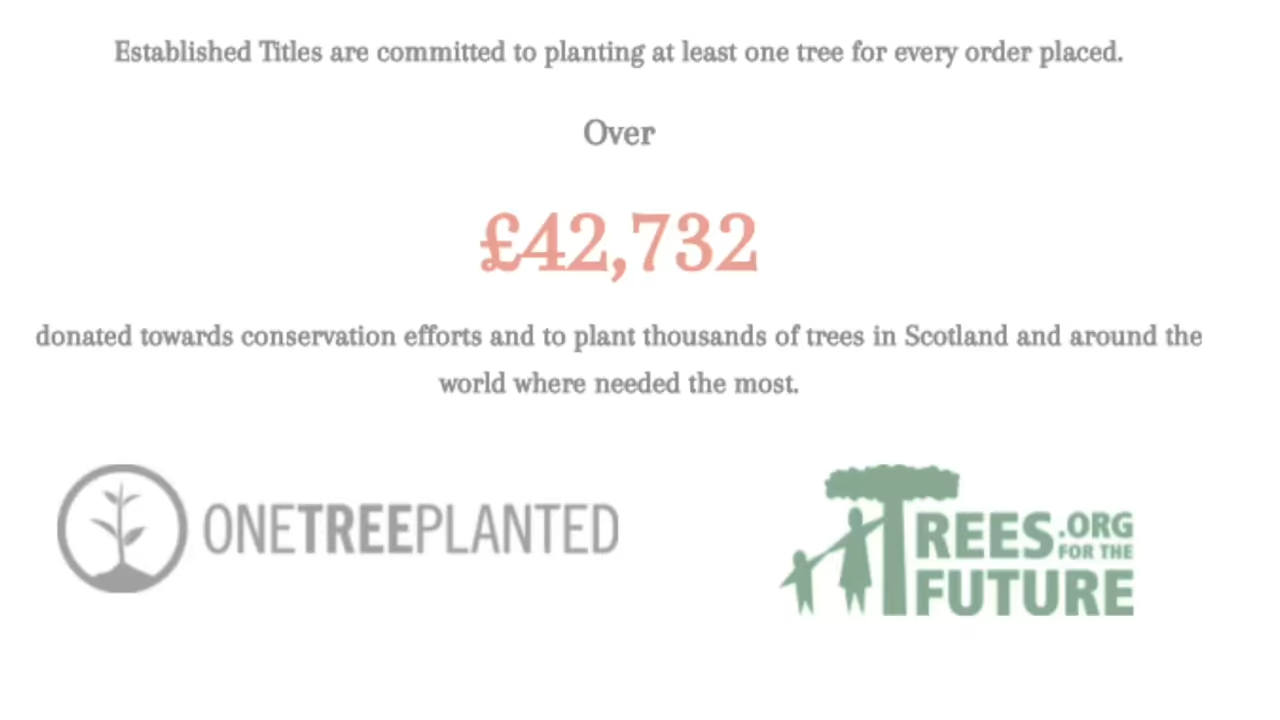 Established Titles are committed to planting at least one tree for every order placed.
Over
£42,732
donated towards conservation efforts and to plant thousands of trees in Scotland and around the
world where needed the most.
ONETREEPLANTED
TREES.ORG
FOR THE
FUTURE